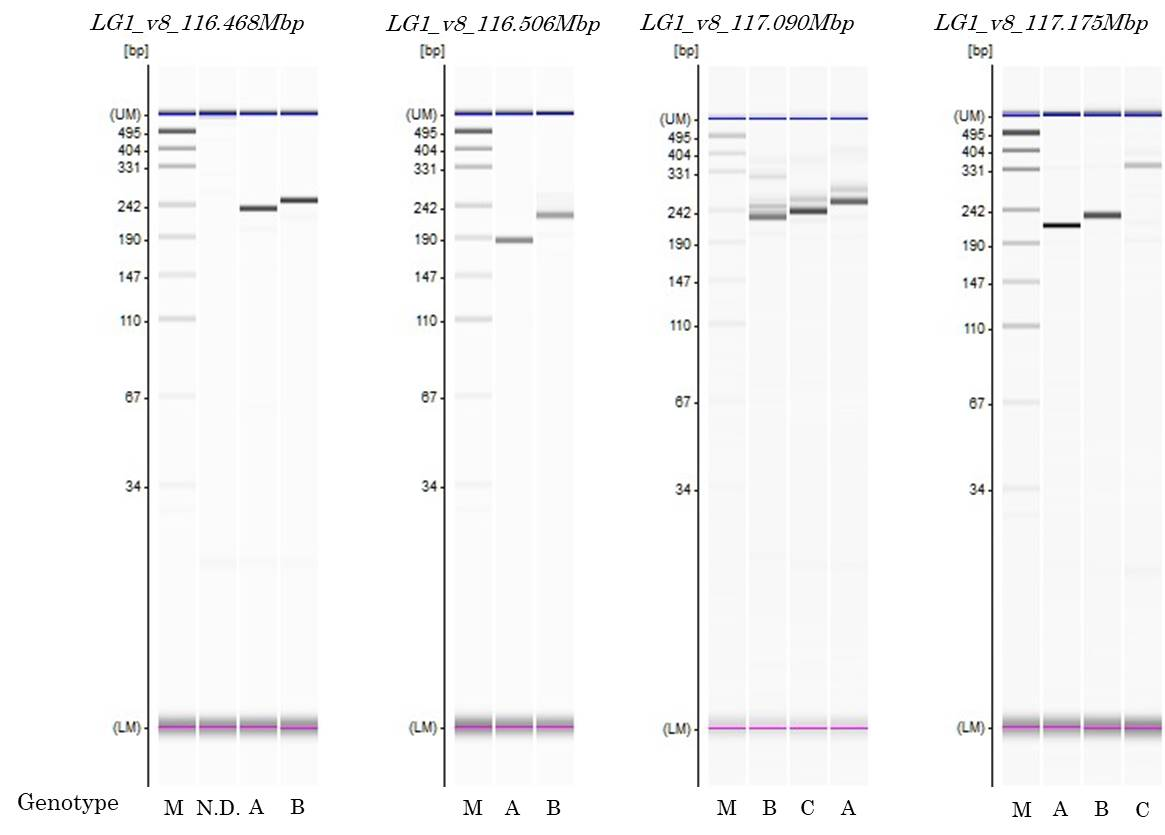 LG1_v8_116.468Mbp LG1_v8_116.506Mbp LG1_v8_117.090Mbp LG1_v8_117.175Mbp
[bp] [bp] [bp] [bp]
(UM) (UM) (UM) (UM)
495 495 495 495
404 404 404 404
331 331 331 331
242 242 242 242
190 190 190 190
147 147 147 147
110 110 110 110
67 67 67 67
34 34 34 34
(LM) (LM) (LM) (LM)
Genotype M N.D. A B M A B M B C A M A B C